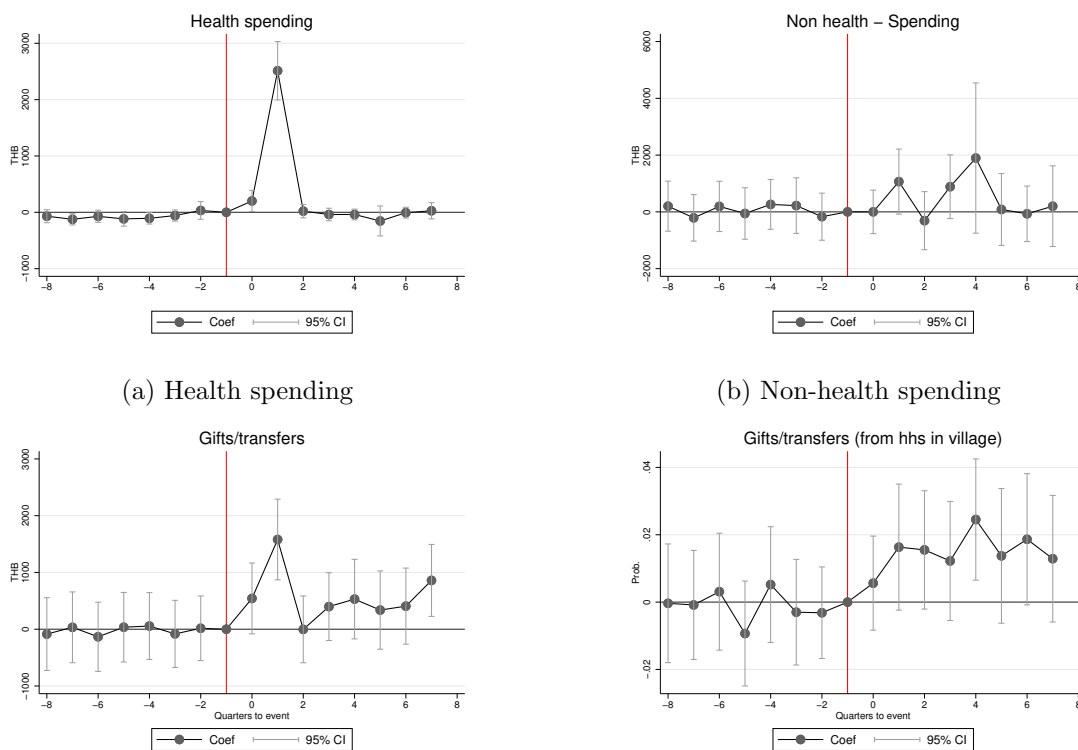 Health spending
THB
3000
2000
1000
0
-1000
-8 -6 -4 -2 0 2 4 6 8
Coef 95% CI
(a) Health spending
Non health − Spending
THB
6000
4000
2000
0
-2000
-8 -6 -4 -2 0 2 4 6 8
Coef 95% CI
(b) Non-health spending
Gifts/transfers
THB
3000
2000
1000
0
-1000
-8 -6 -4 -2 0 2 4 6 8
Quarters to event
Coef 95% CI
Gifts/transfers (from hhs in village)
Prob.
.04
.02
0
-.02
-8 -6 -4 -2 0 2 4 6 8
Quarters to event
Coef 95% CI